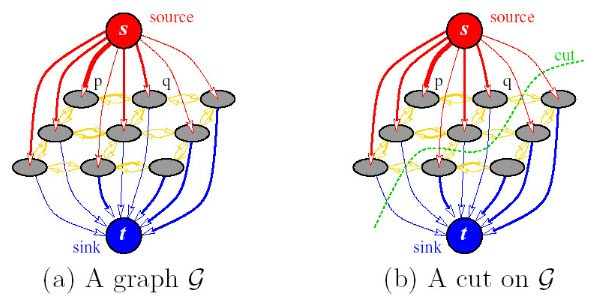 source
s
p
q
t
sink
(a) A graph 𝒢
source
s
cut
p
q
t
sink
(b) A cut on 𝒢